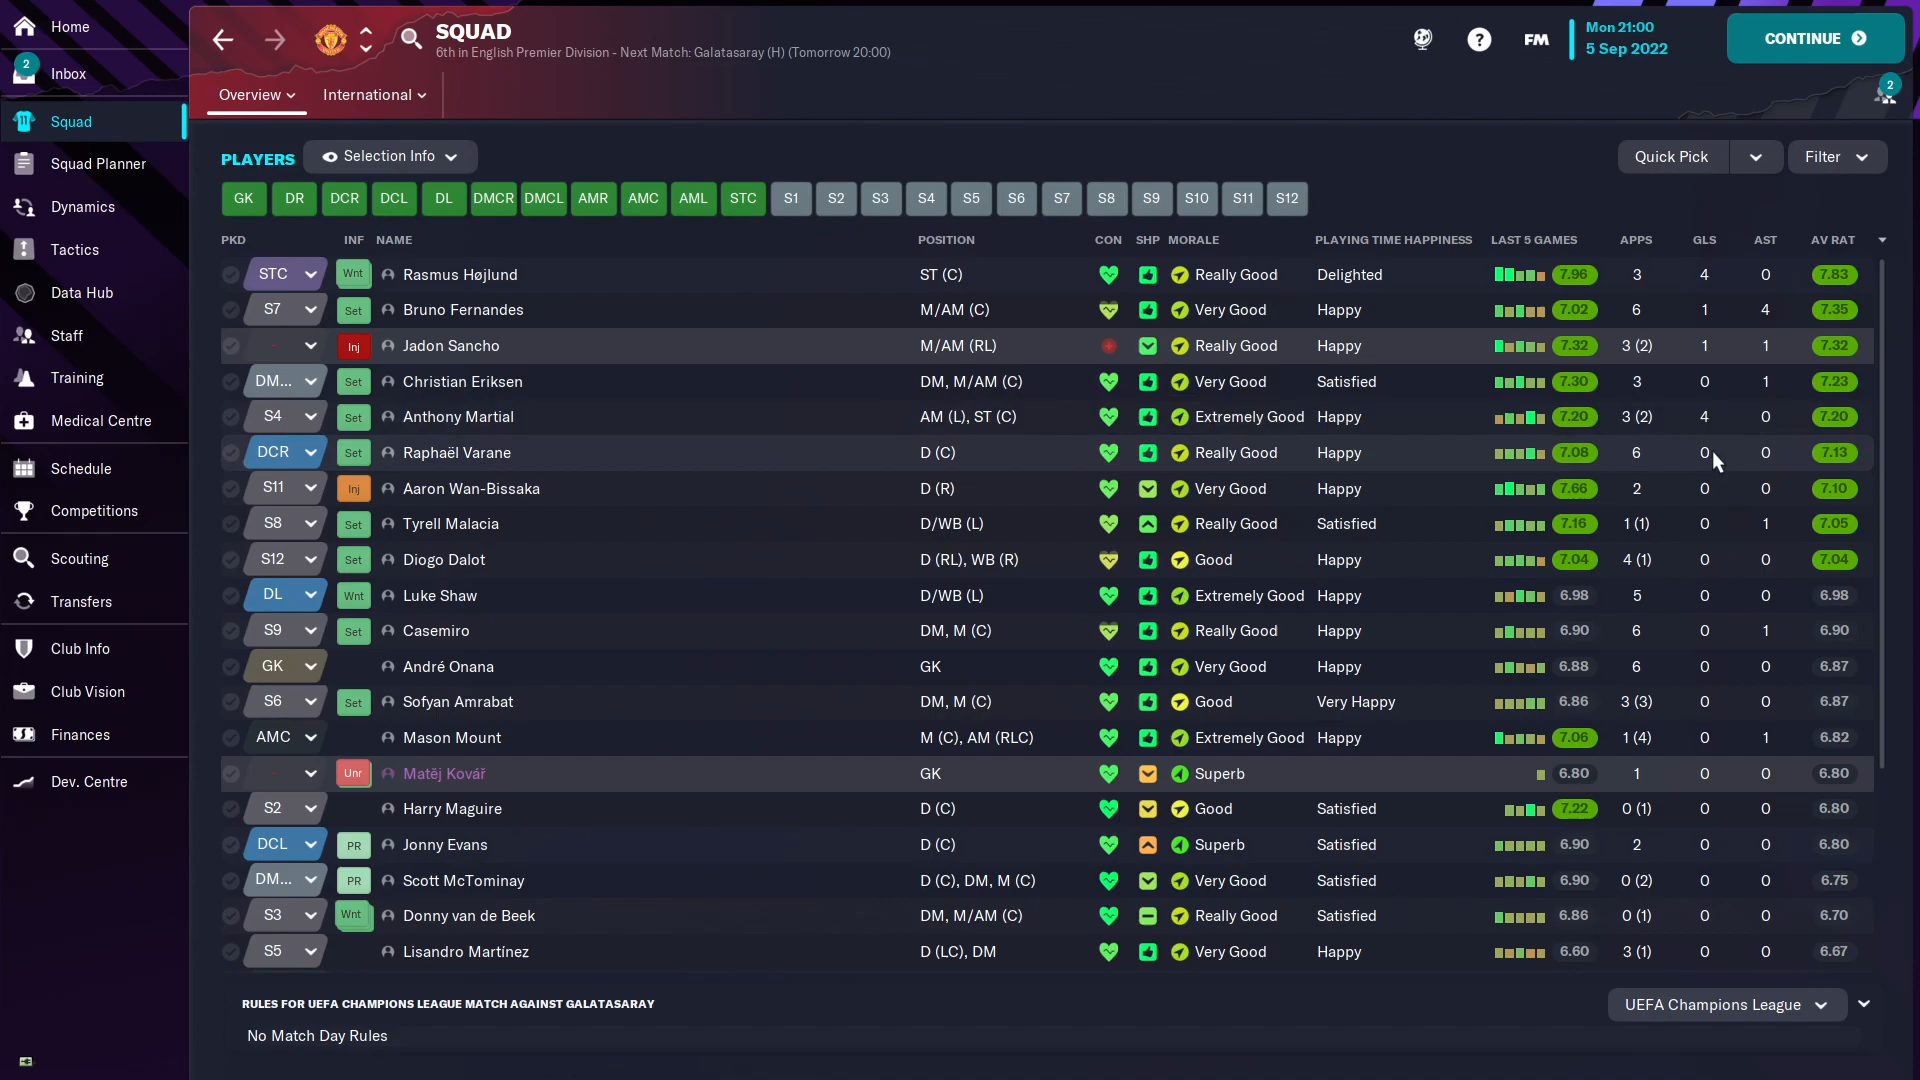 Home
2
Inbox
Squad
Squad Planner
Dynamics
Tactics
Data Hub
Staff
Training
Medical Centre
Schedule
Competitions
Scouting
Transfers
Club Info
Club Vision
Finances
Dev. Centre
SQUAD
6th in English Premier Division - Next Match: Galatasaray (H) (Tomorrow 20:00)
FM
Mon 21:00
5 Sep 2022
CONTINUE
Overview International
2
PLAYERS Selection Info Quick Pick Filter
GK DR DCR DCL DL DMCR DMCL AMR AMC AML STC S1 S2 S3 S4 S5 S6 S7 S8 S9 S10 S11 S12
PKD INF NAME POSITION CON SHP MORALE PLAYING TIME HAPPINESS LAST 5 GAMES APPS GLS AST AV RAT
STC Wnt Rasmus Højlund ST (C) Really Good Delighted 7.96 3 4 0 7.83
S7 Set Bruno Fernandes M/AM (C) Very Good Happy 7.02 6 1 4 7.35
- Inj Jadon Sancho M/AM (RL) Really Good Happy 7.32 3 (2) 1 1 7.32
DM... Set Christian Eriksen DM, M/AM (C) Very Good Satisfied 7.30 3 0 1 7.23
S4 Set Anthony Martial AM (L), ST (C) Extremely Good Happy 7.20 3 (2) 4 0 7.20
DCR Set Raphaël Varane D (C) Really Good Happy 7.08 6 0 0 7.13
S11 Inj Aaron Wan-Bissaka D (R) Very Good Happy 7.66 2 0 0 7.10
S8 Set Tyrell Malacia D/WB (L) Really Good Satisfied 7.16 1 (1) 0 1 7.05
S12 Set Diogo Dalot D (RL), WB (R) Good Happy 7.04 4 (1) 0 0 7.04
DL Wnt Luke Shaw D/WB (L) Extremely Good Happy 6.98 5 0 0 6.98
S9 Set Casemiro DM, M (C) Really Good Happy 6.90 6 0 1 6.90
GK André Onana GK Very Good Happy 6.88 6 0 0 6.87
S6 Set Sofyan Amrabat DM, M (C) Good Very Happy 6.86 3 (3) 0 0 6.87
AMC Mason Mount M (C), AM (RLC) Extremely Good Happy 7.06 1 (4) 0 1 6.82
- Unr Matěj Kovář GK Superb 6.80 1 0 0 6.80
S2 Harry Maguire D (C) Good Satisfied 7.22 0 (1) 0 0 6.80
DCL PR Jonny Evans D (C) Superb Satisfied 6.90 2 0 0 6.80
DM... PR Scott McTominay D (C), DM, M (C) Very Good Satisfied 6.90 0 (2) 0 0 6.75
S3 Wnt Donny van de Beek DM, M/AM (C) Really Good Satisfied 6.86 0 (1) 0 0 6.70
S5 Lisandro Martínez D (LC), DM Very Good Happy 6.60 3 (1) 0 0 6.67
RULES FOR UEFA CHAMPIONS LEAGUE MATCH AGAINST GALATASARAY
UEFA Champions League
No Match Day Rules